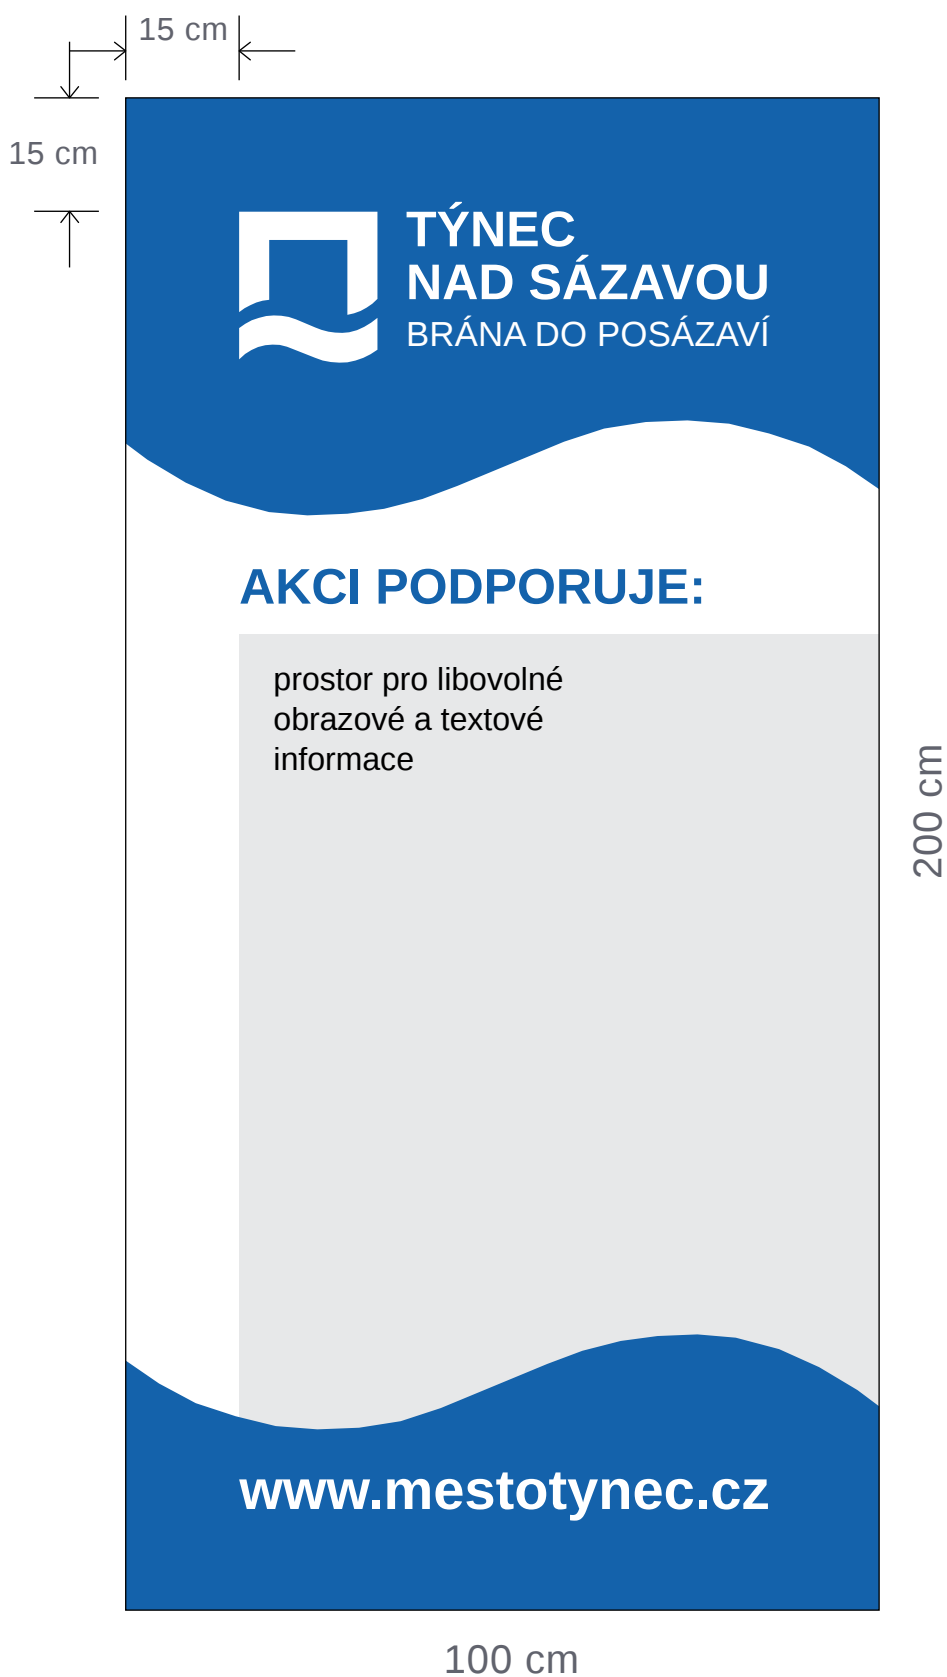 15 cm
15 cm
TÝNEC
NAD SÁZAVOU
BRÁNA DO POSÁZAVÍ
AKCI PODPORUJE:
prostor pro libovolné
obrazové a textové
informace
200 cm
www.mestotynec.cz
100 cm